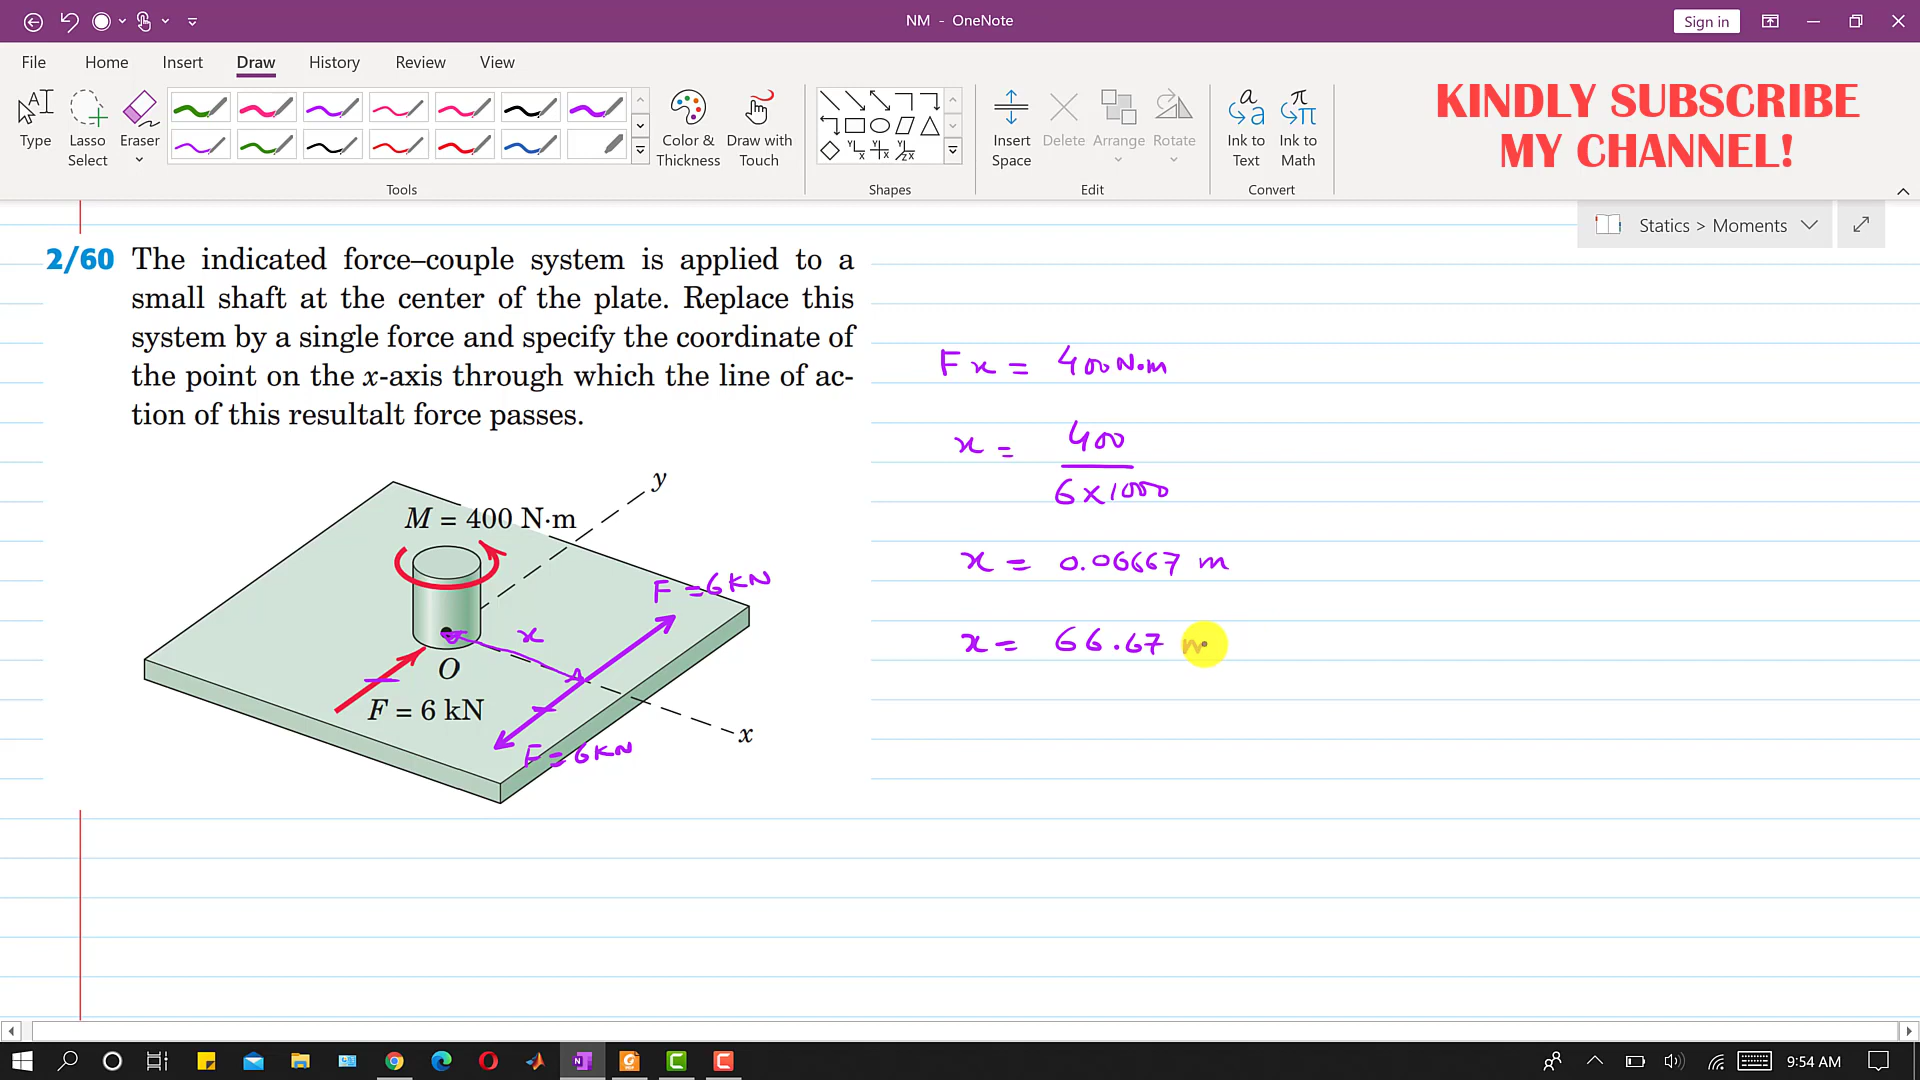 NM - OneNote
Sign in
File Home Insert Draw History Review View
Type
Lasso Select
Eraser
Color & Thickness
Draw with Touch
Insert Space
Delete
Arrange
Rotate
Ink to Text
Ink to Math
Tools
Shapes
Edit
Convert
KINDLY SUBSCRIBE
MY CHANNEL!
Statics > Moments
2/60 The indicated force–couple system is applied to a
small shaft at the center of the plate. Replace this
system by a single force and specify the coordinate of
the point on the x-axis through which the line of ac-
tion of this resultalt force passes.
y
M = 400 N·m
F = 6KN
x
O
F = 6 kN
x
F = 6KN
Fx = 400N.m
x = 400
6x1000
x = 0.06667 m
x = 66.67
9:54 AM